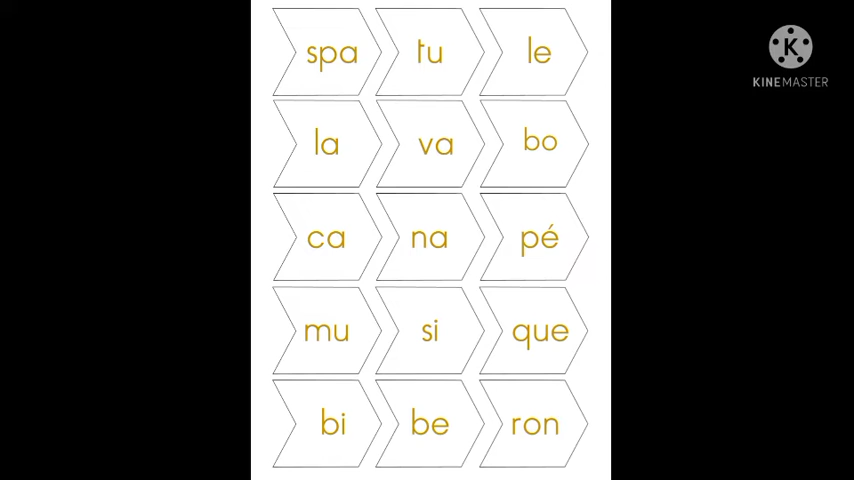 spa tu le
la va bo
ca na pé
mu si que
bi be ron
K
KINEMASTER